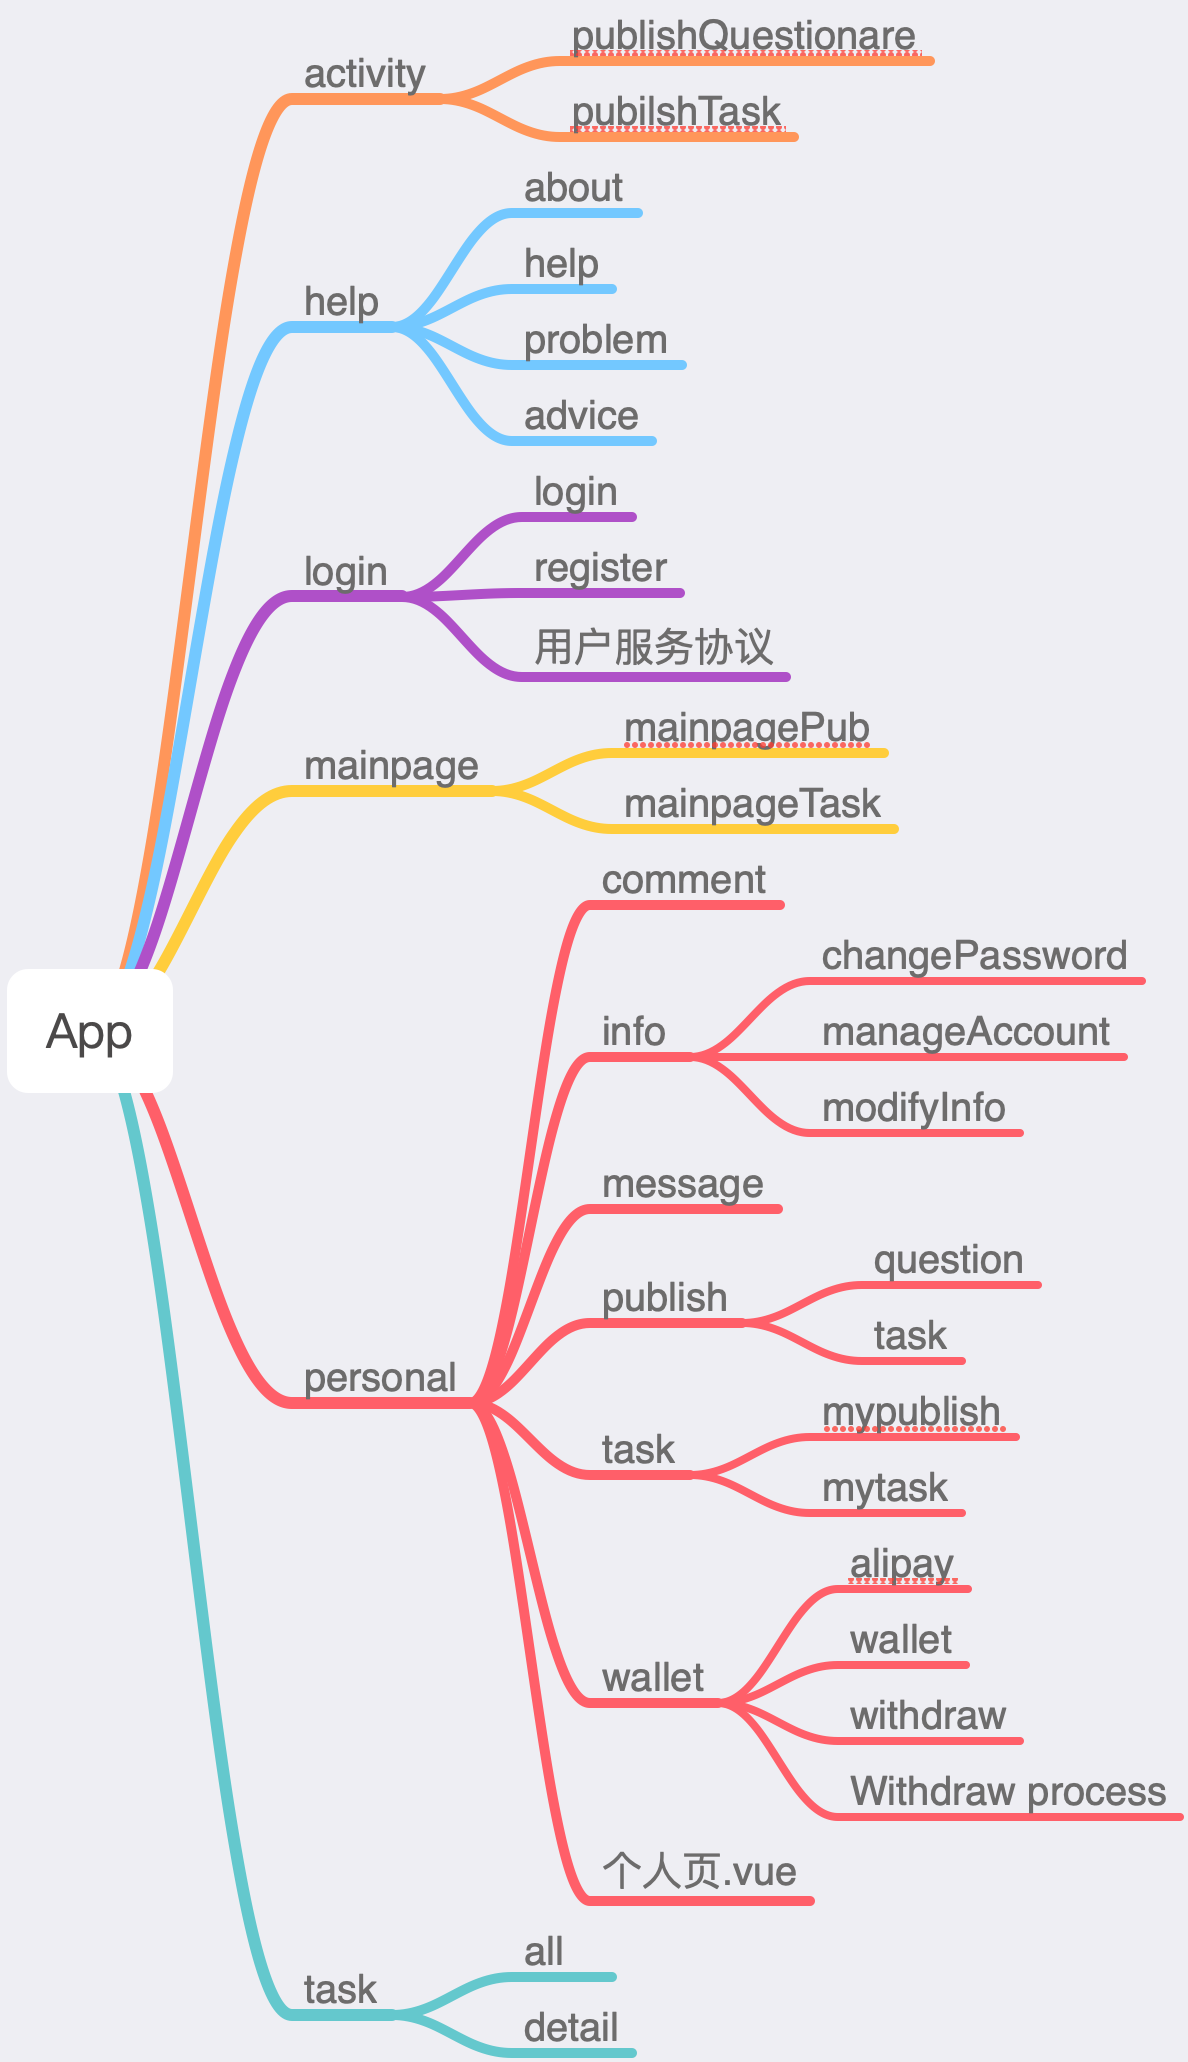 publishQuestionare
activity
pubilshTask
about
help
help
problem
advice
login
register
login
用户服务协议
mainpagePub
mainpage
mainpageTask
comment
changePassword
info
manageAccount
modifyInfo
App
message
question
publish
task
personal
mypublish
task
mytask
alipay
wallet
wallet
withdraw
Withdraw process
个人页.vue
all
task
detail